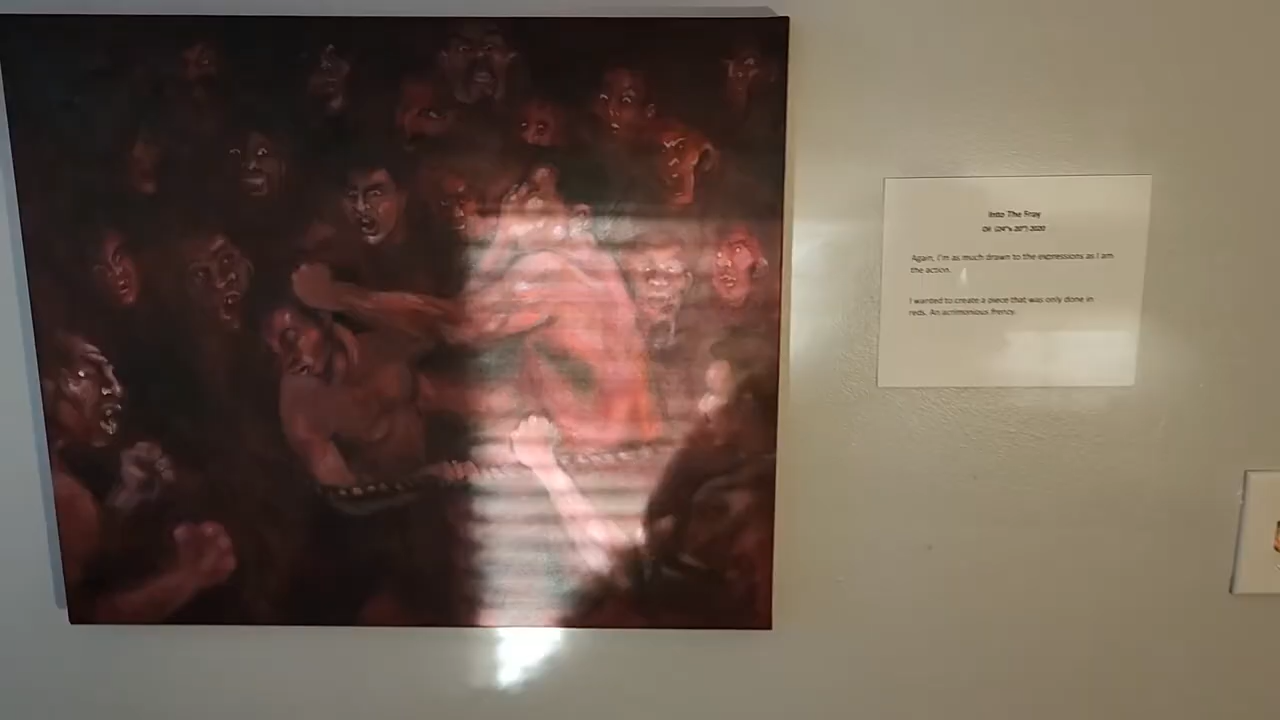 Into The Fray
Oil (24"x 20") 2020
Again, I'm as much drawn to the expressions as I am
the action.
I wanted to create a piece that was only done in
reds. An acrimonious frenzy.